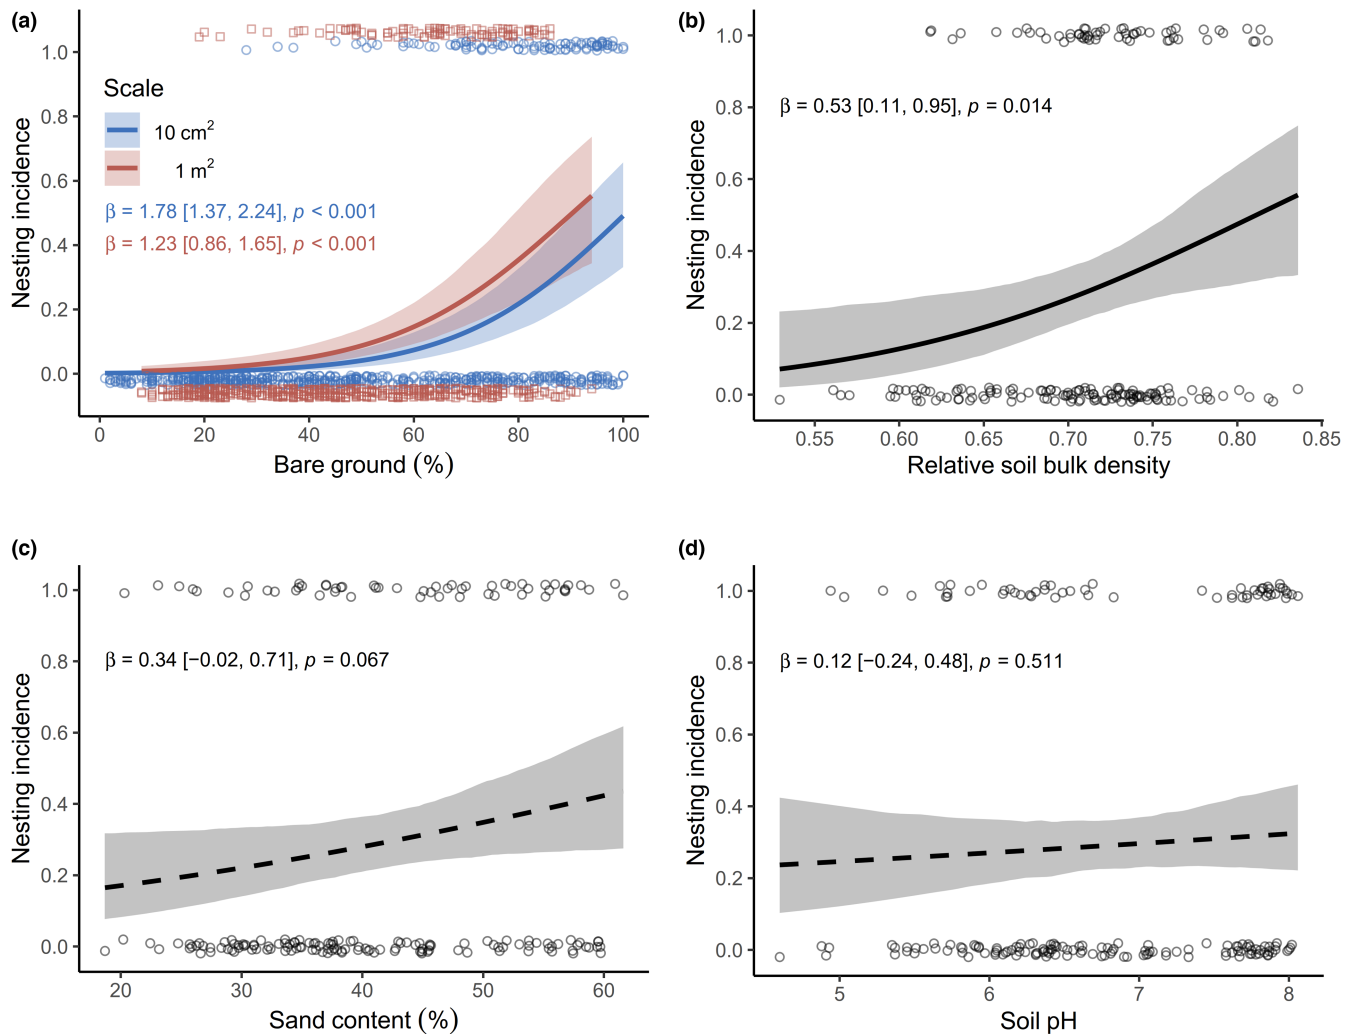 (a)
1.0
0.8
0.6
0.4
0.2
0.0
Nesting incidence
Scale
10 cm²
1 m²
β = 1.78 [1.37, 2.24], p < 0.001
β = 1.23 [0.86, 1.65], p < 0.001
0 20 40 60 80 100
Bare ground (%)
(b)
1.0
0.8
0.6
0.4
0.2
0.0
Nesting incidence
β = 0.53 [0.11, 0.95], p = 0.014
0.55 0.60 0.65 0.70 0.75 0.80 0.85
Relative soil bulk density
(c)
1.0
0.8
0.6
0.4
0.2
0.0
Nesting incidence
β = 0.34 [−0.02, 0.71], p = 0.067
20 30 40 50 60
Sand content (%)
(d)
1.0
0.8
0.6
0.4
0.2
0.0
Nesting incidence
β = 0.12 [−0.24, 0.48], p = 0.511
5 6 7 8
Soil pH